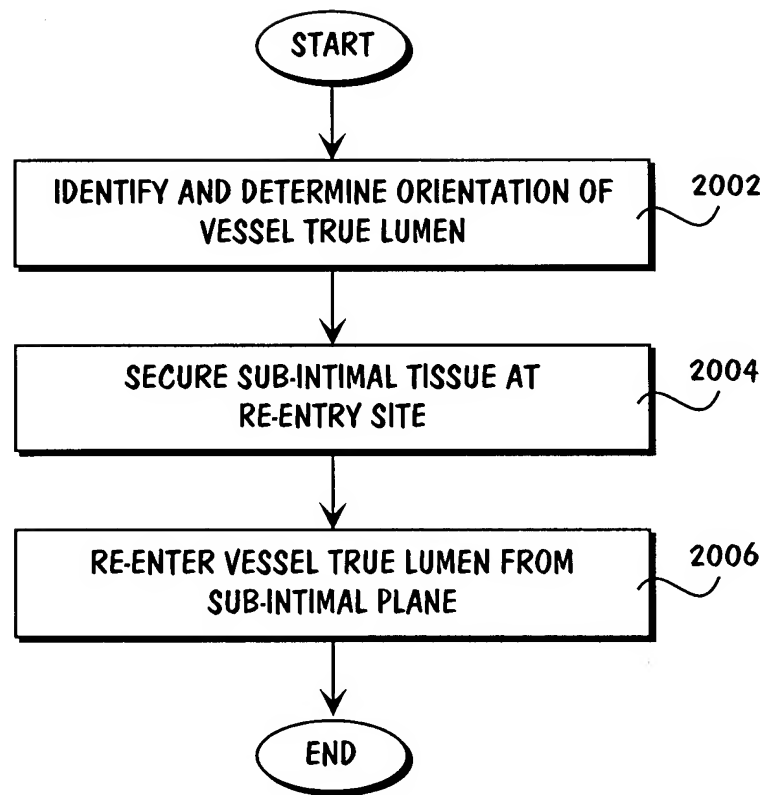 START
IDENTIFY AND DETERMINE ORIENTATION OF
VESSEL TRUE LUMEN
2002
SECURE SUB-INTIMAL TISSUE AT
RE-ENTRY SITE
2004
RE-ENTER VESSEL TRUE LUMEN FROM
SUB-INTIMAL PLANE
2006
END